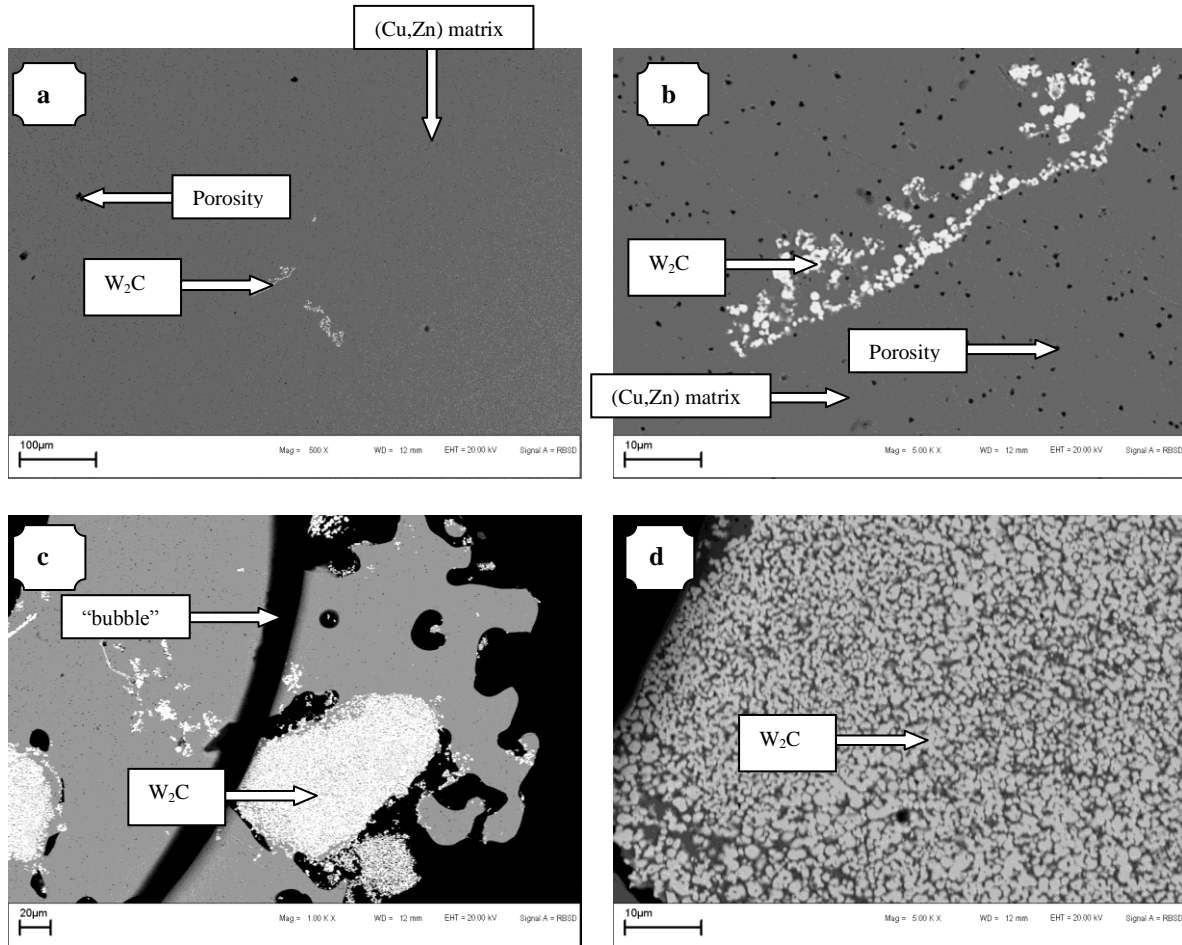 (Cu,Zn) matrix
a
Porosity
W₂C
100µm
Mag = 500 X WD = 12 mm EHT = 20.00 kV Signal A = RBSD
b
W₂C
Porosity
(Cu,Zn) matrix
10µm
Mag = 5.00 K X WD = 12 mm EHT = 20.00 kV Signal A = RBSD
c
“bubble”
W₂C
20µm
Mag = 1.00 K X WD = 12 mm EHT = 20.00 kV Signal A = RBSD
d
W₂C
10µm
Mag = 5.00 K X WD = 12 mm EHT = 20.00 kV Signal A = RBSD